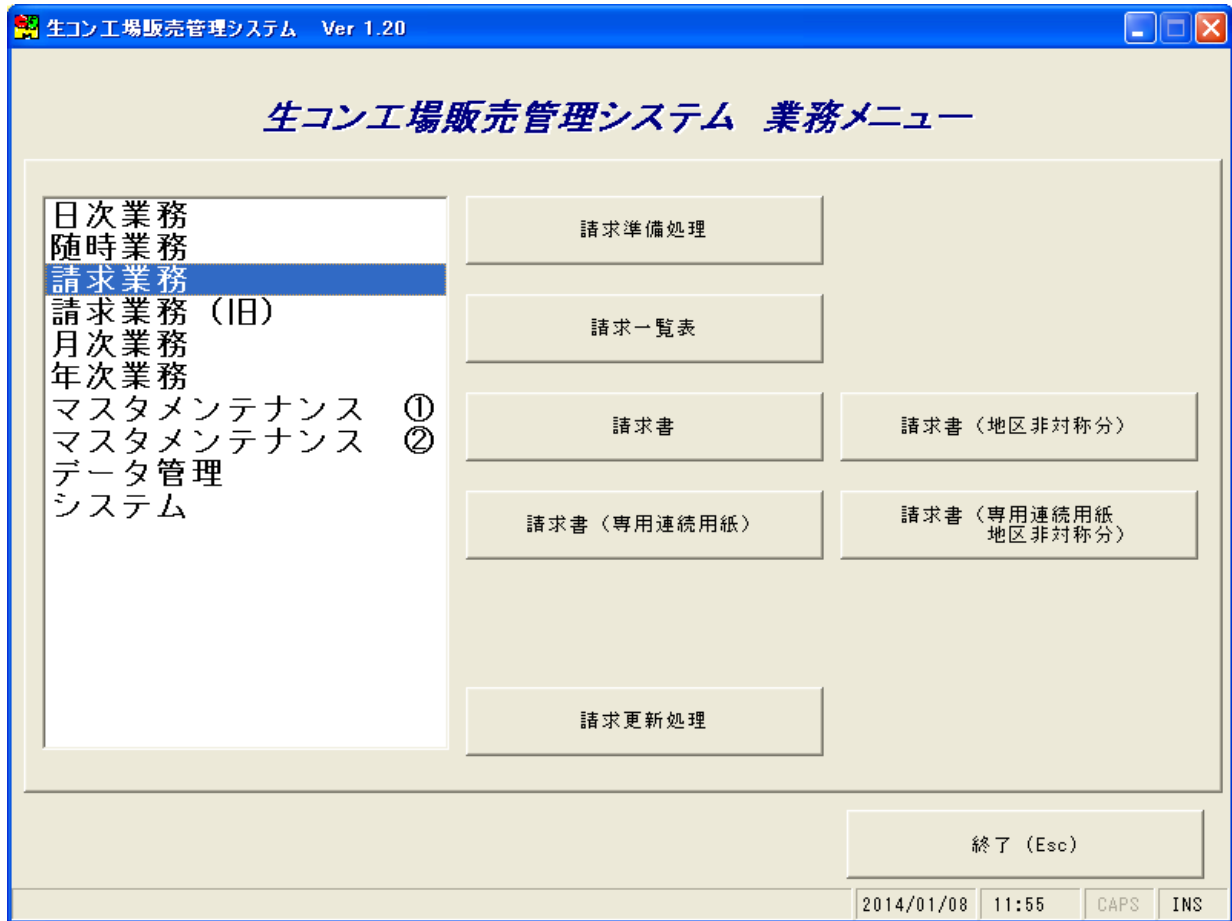 生コン工場販売管理システム　Ver 1.20
生コン工場販売管理システム　業務メニュー
日次業務
随時業務
請求業務
請求業務（旧）
月次業務
年次業務
マスタメンテナンス　①
マスタメンテナンス　②
データ管理
システム
請求準備処理
請求一覧表
請求書
請求書（地区非対称分）
請求書（専用連続用紙）
請求書（専用連続用紙
地区非対称分）
請求更新処理
終了（Esc）
2014/01/08
11:55
CAPS
INS